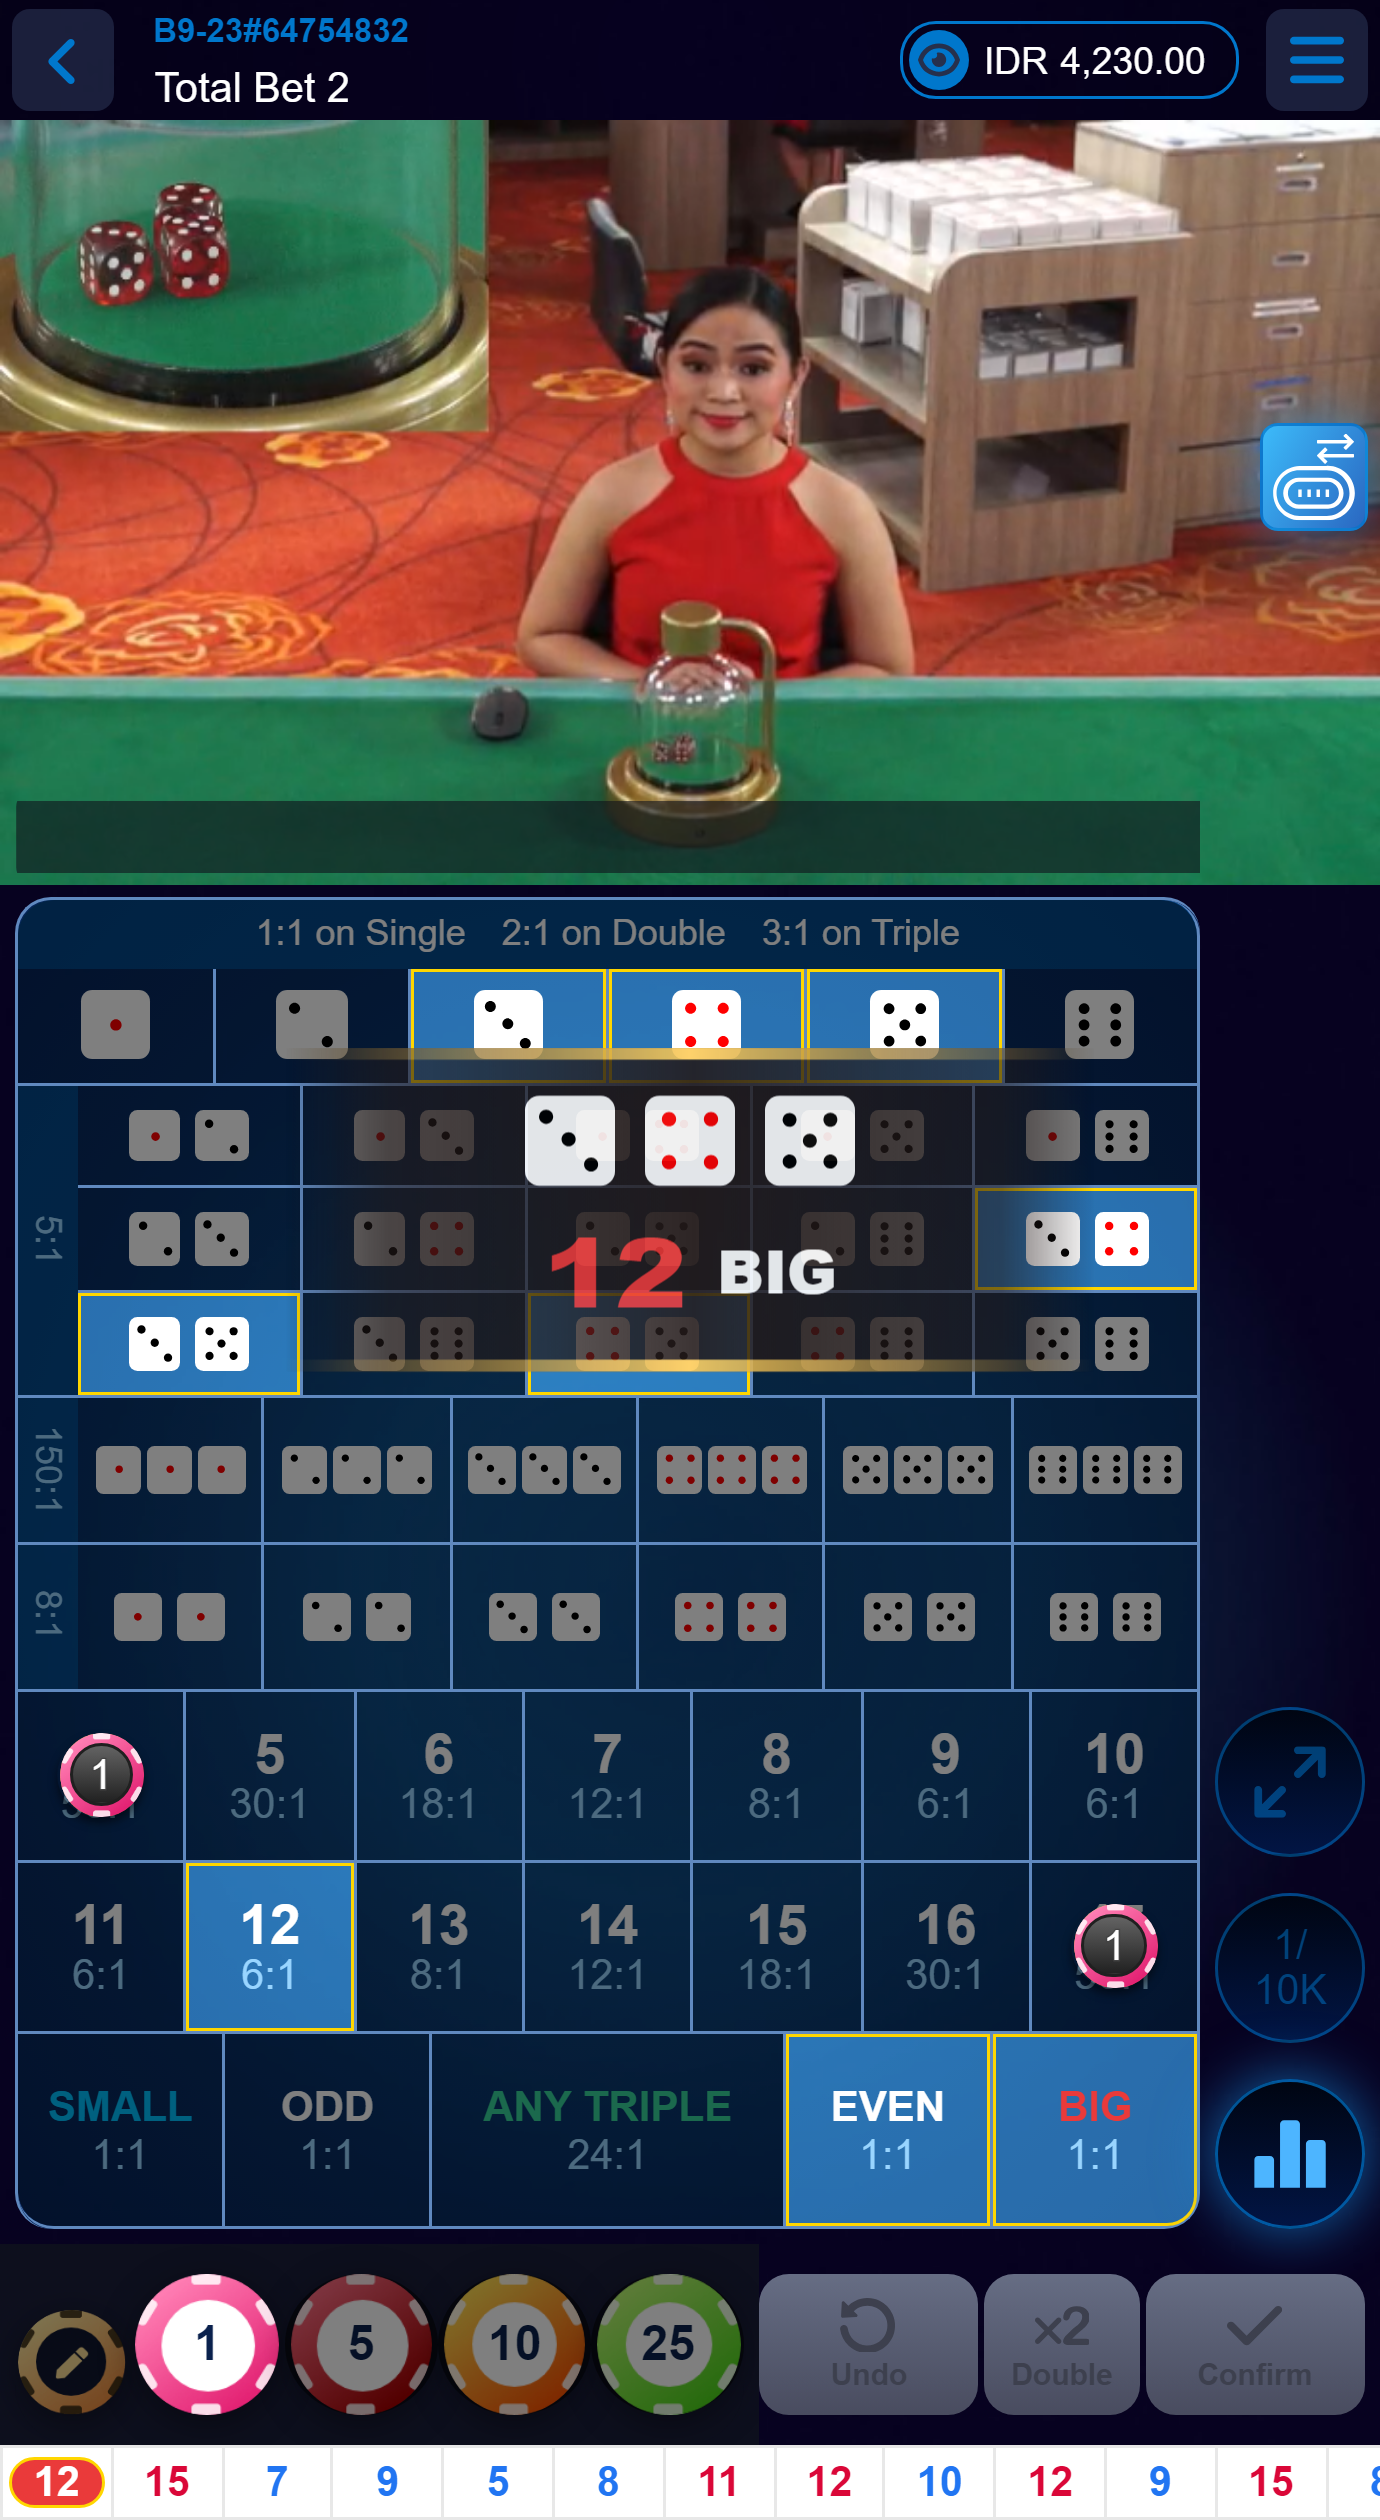 B9-23#64754832
Total Bet 2
IDR 4,230.00
1:1 on Single 2:1 on Double 3:1 on Triple
5:1
12 BIG
150:1
8:1
1
5 6 7 8 9 10
30:1 18:1 12:1 8:1 6:1 6:1
11 12 13 14 15 16
1
6:1 6:1 8:1 12:1 18:1 30:1
1/
10K
SMALL ODD ANY TRIPLE EVEN BIG
1:1 1:1 24:1 1:1 1:1
1 5 10 25
x2
Undo Double Confirm
12 15 7 9 5 8 11 12 10 12 9 15